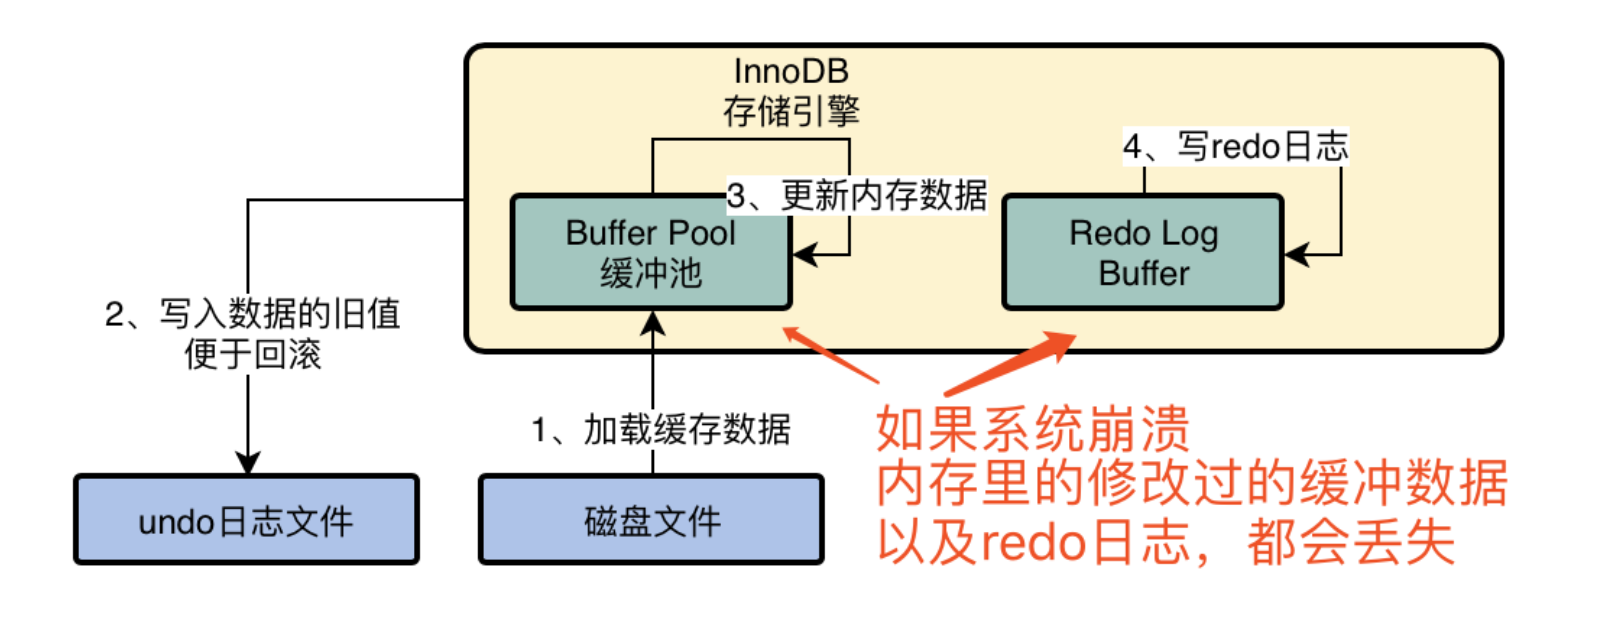 InnoDB
存储引擎
4、写redo日志
3、更新内存数据
Buffer Pool
缓冲池
Redo Log
Buffer
2、写入数据的旧值
便于回滚
1、加载缓存数据
如果系统崩溃
内存里的修改过的缓冲数据
以及redo日志，都会丢失
undo日志文件
磁盘文件